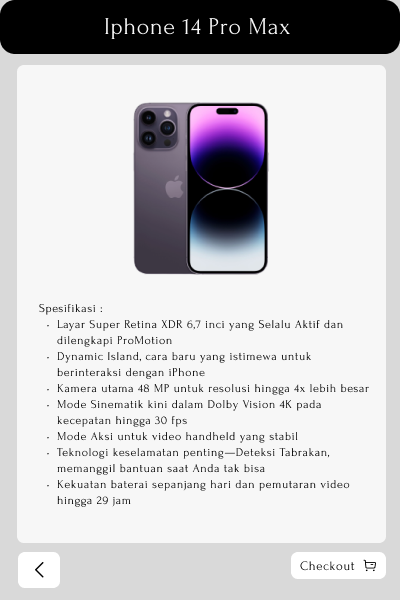 Iphone 14 Pro Max
Spesifikasi :
- Layar Super Retina XDR 6,7 inci yang Selalu Aktif dan
dilengkapi ProMotion
- Dynamic Island, cara baru yang istimewa untuk
berinteraksi dengan iPhone
- Kamera utama 48 MP untuk resolusi hingga 4x lebih besar
- Mode Sinematik kini dalam Dolby Vision 4K pada
kecepatan hingga 30 fps
- Mode Aksi untuk video handheld yang stabil
- Teknologi keselamatan penting—Deteksi Tabrakan,
memanggil bantuan saat Anda tak bisa
- Kekuatan baterai sepanjang hari dan pemutaran video
hingga 29 jam
Checkout